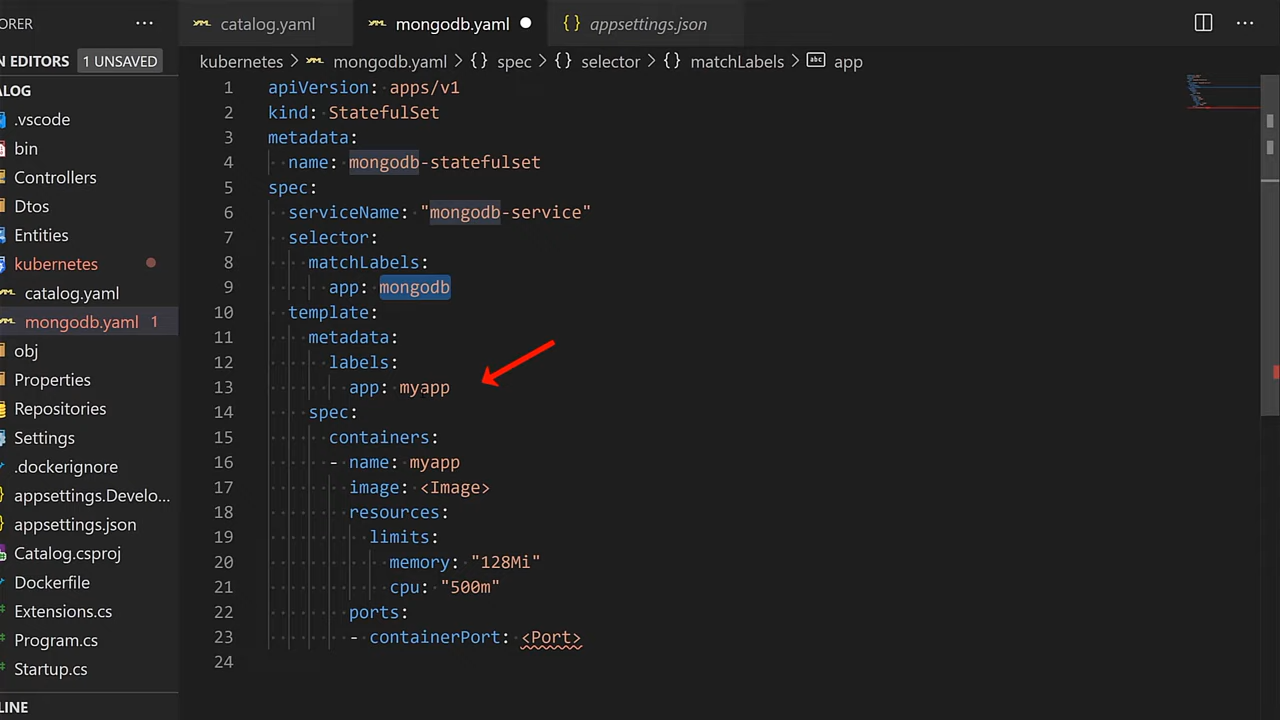 ORER
···
catalog.yaml
mongodb.yaml
{} appsettings.json
···
N EDITORS
1 UNSAVED
kubernetes > mongodb.yaml > {} spec > {} selector > {} matchLabels > abc app
ALOG
.vscode
bin
Controllers
Dtos
Entities
kubernetes
catalog.yaml
mongodb.yaml 1
obj
Properties
Repositories
Settings
.dockerignore
appsettings.Develo...
appsettings.json
Catalog.csproj
Dockerfile
Extensions.cs
Program.cs
Startup.cs
LINE
1 apiVersion: apps/v1
2 kind: StatefulSet
3 metadata:
4 name: mongodb-statefulset
5 spec:
6 serviceName: "mongodb-service"
7 selector:
8 matchLabels:
9 app: mongodb
10 template:
11 metadata:
12 labels:
13 app: myapp
14 spec:
15 containers:
16 - name: myapp
17 image: <Image>
18 resources:
19 limits:
20 memory: "128Mi"
21 cpu: "500m"
22 ports:
23 - containerPort: <Port>
24